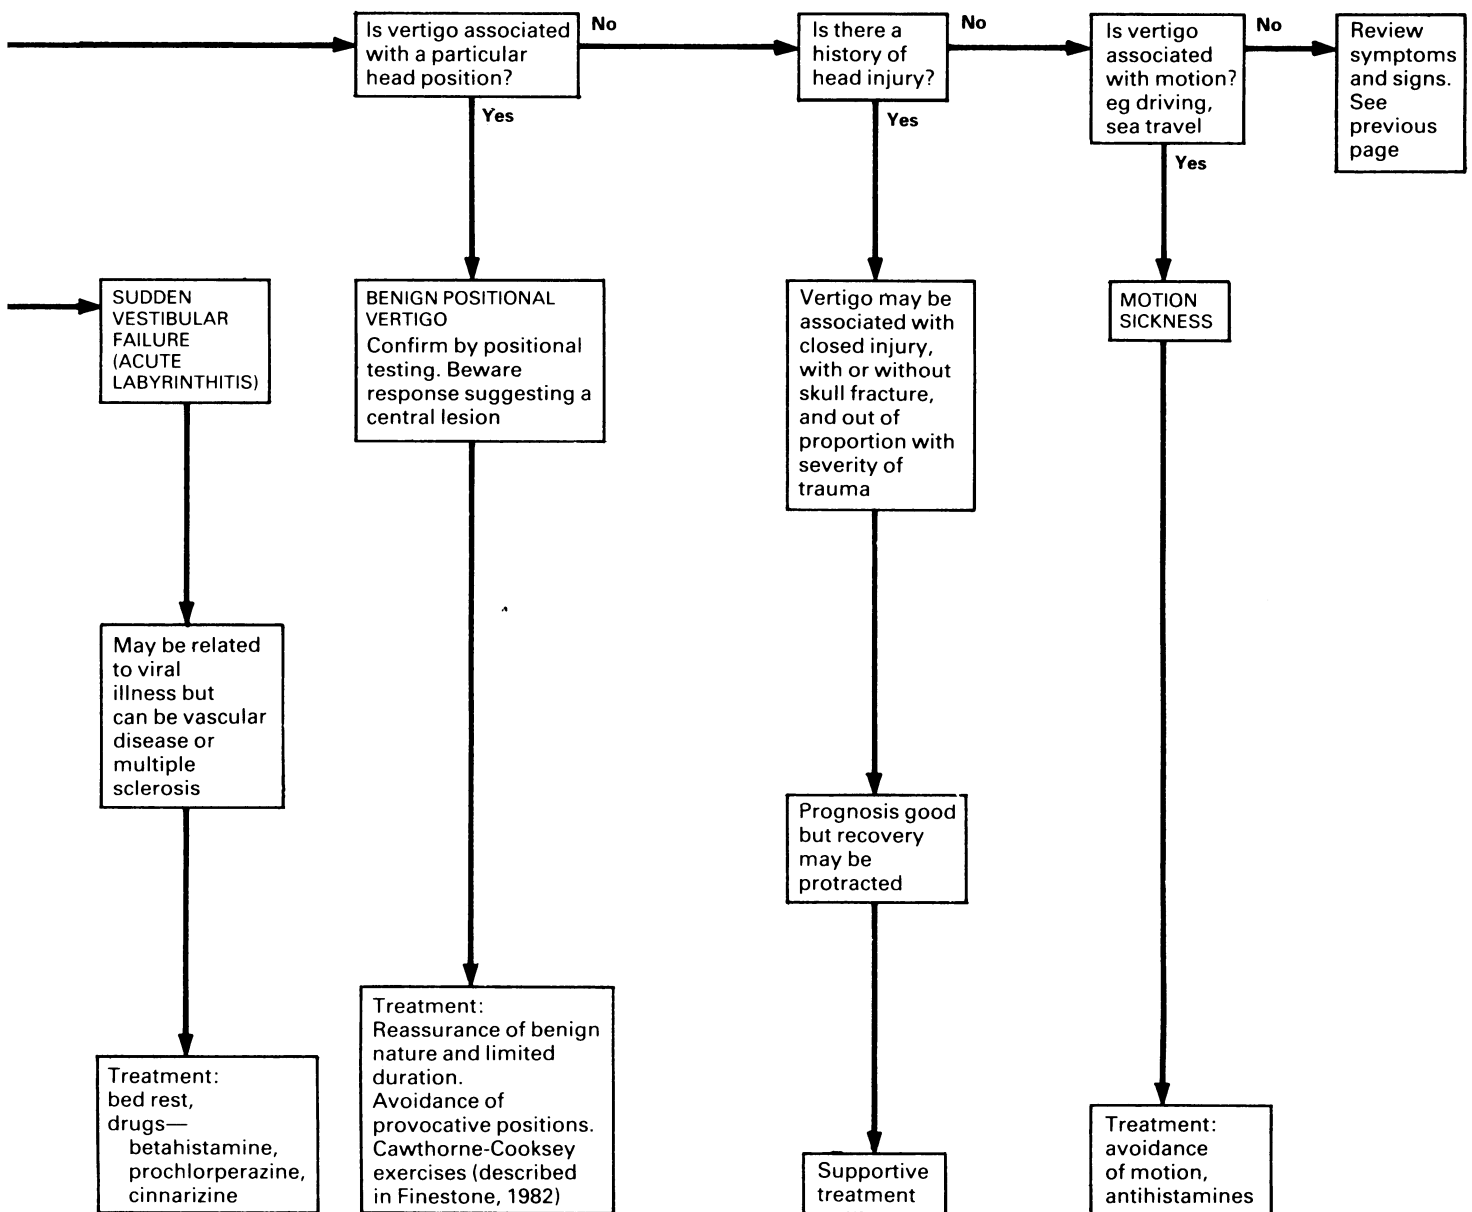 Is vertigo associated
with a particular
head position?
No
Yes
Is there a
history of
head injury?
No
Yes
Is vertigo
associated
with motion?
eg driving,
sea travel
No
Yes
Review
symptoms
and signs.
See
previous
page
SUDDEN
VESTIBULAR
FAILURE
(ACUTE
LABYRINTHITIS)
BENIGN POSITIONAL
VERTIGO
Confirm by positional
testing. Beware
response suggesting a
central lesion
Vertigo may be
associated with
closed injury,
with or without
skull fracture,
and out of
proportion with
severity of
trauma
MOTION
SICKNESS
May be related
to viral
illness but
can be vascular
disease or
multiple
sclerosis
Prognosis good
but recovery
may be
protracted
Treatment:
bed rest,
drugs—
betahistamine,
prochlorperazine,
cinnarizine
Treatment:
Reassurance of benign
nature and limited
duration.
Avoidance of
provocative positions.
Cawthorne-Cooksey
exercises (described
in Finestone, 1982)
Supportive
treatment
Treatment:
avoidance
of motion,
antihistamines